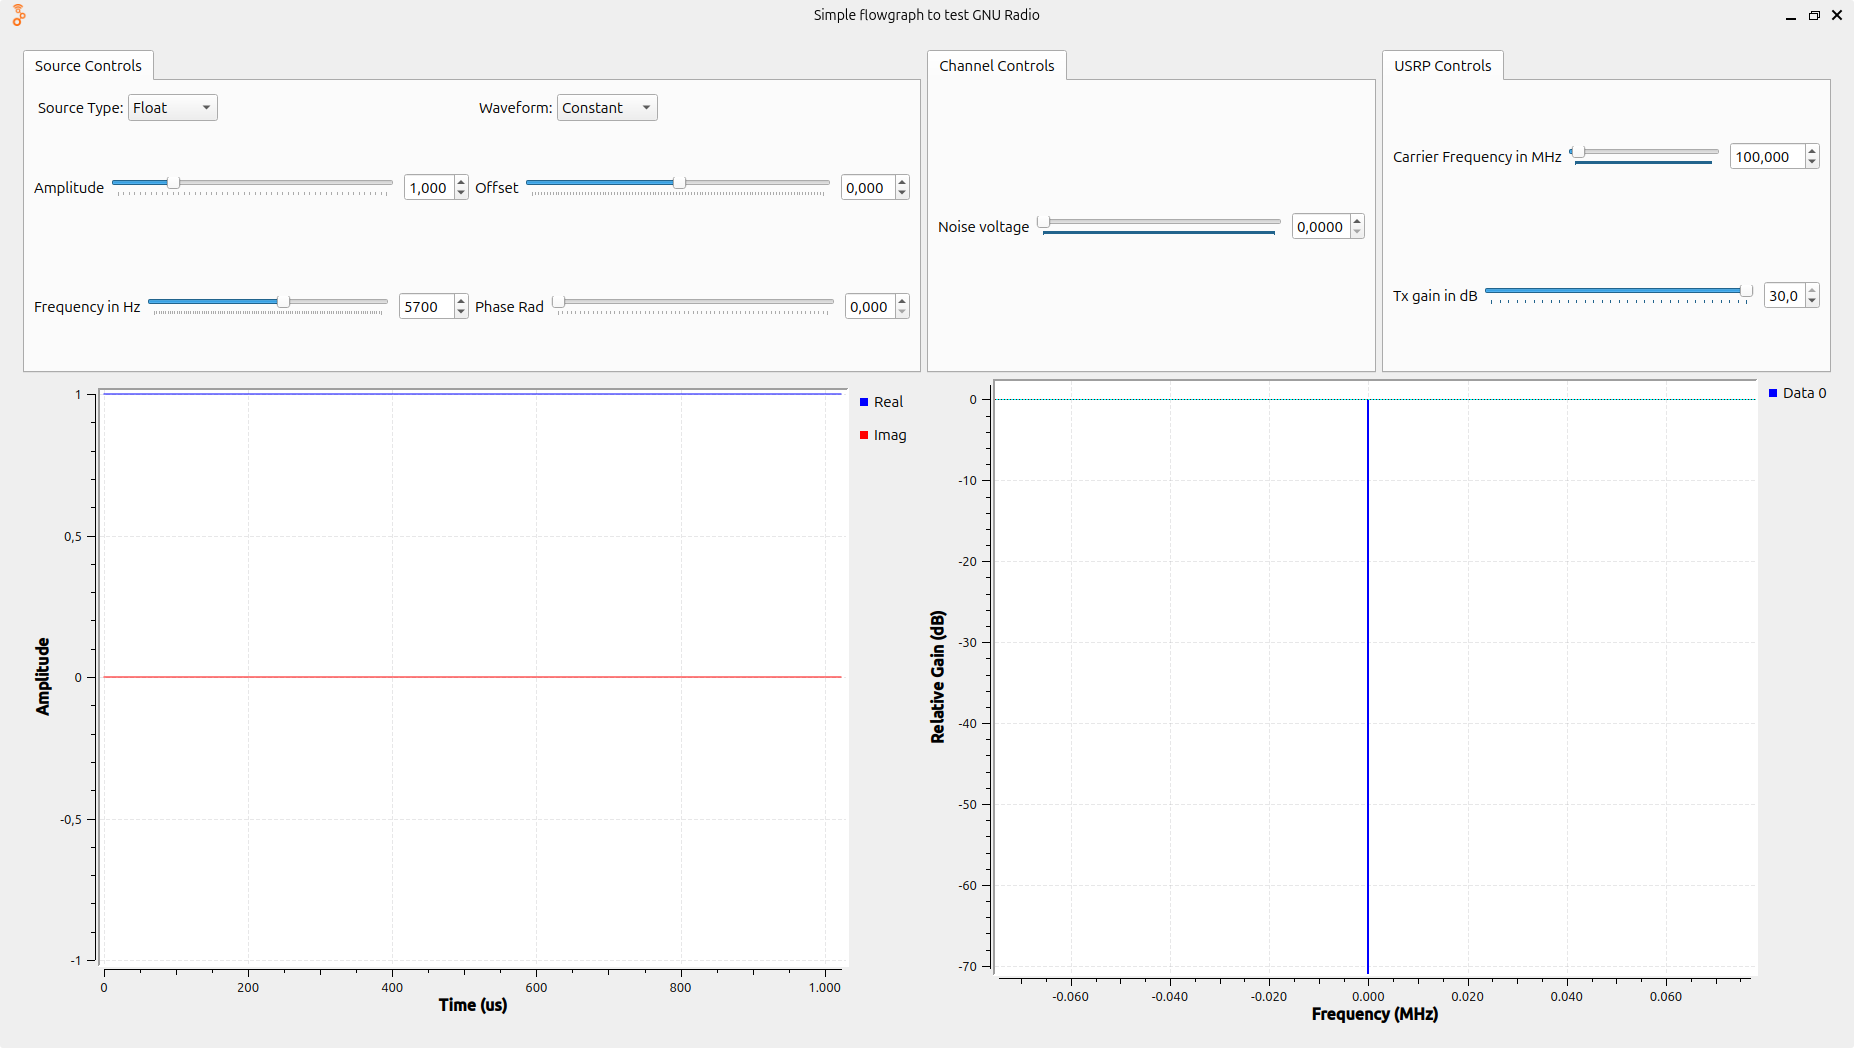 Simple flowgraph to test GNU Radio
Source Controls
Source Type: Float
Waveform: Constant
Amplitude 1,000
Offset 0,000
Frequency in Hz 5700
Phase Rad 0,000
Channel Controls
Noise voltage 0,0000
USRP Controls
Carrier Frequency in MHz 100,000
Tx gain in dB 30,0
Amplitude
1
0,5
0
-0,5
-1
0 200 400 600 800 1.000
Time (us)
Real
Imag
Relative Gain (dB)
0
-10
-20
-30
-40
-50
-60
-70
-0.060 -0.040 -0.020 0.000 0.020 0.040 0.060
Frequency (MHz)
Data 0